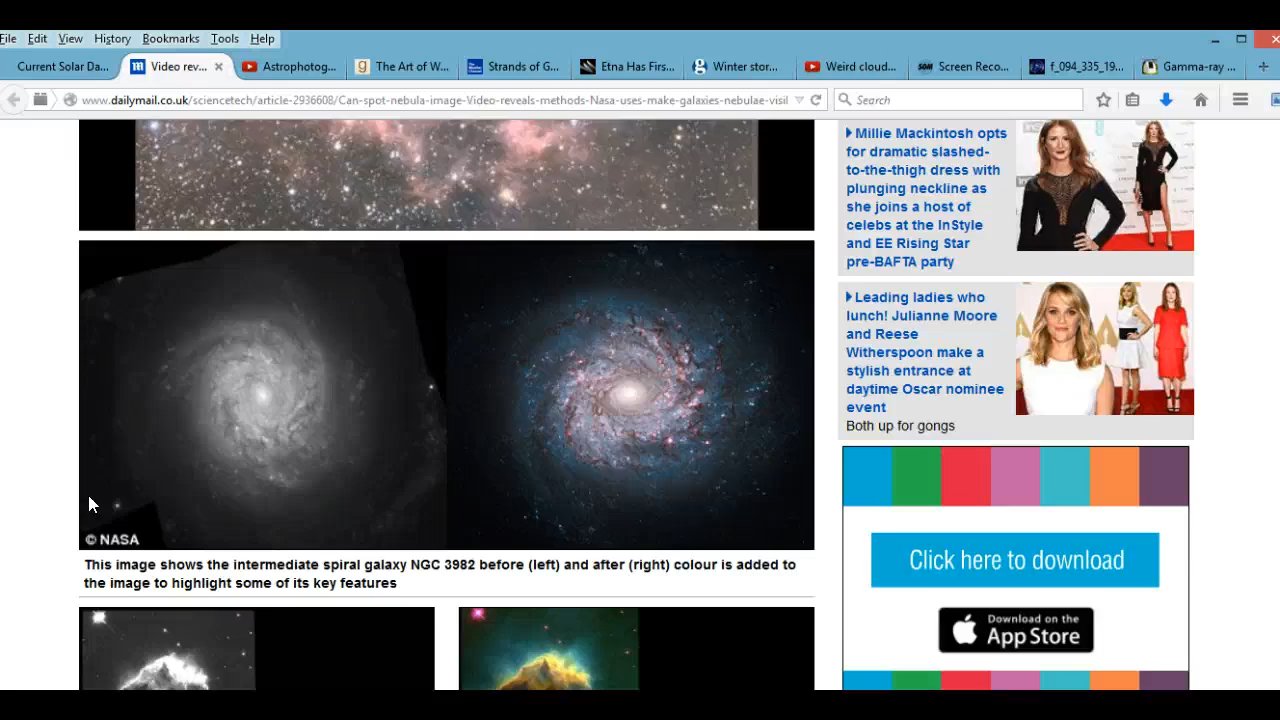 File Edit View History Bookmarks Tools Help
Current Solar Da... Video rev... Astrophotog... The Art of W... Strands of G... Etna Has Firs... Winter stor... Weird cloud... Screen Reco... f_094_335_19... Gamma-ray ...
www.dailymail.co.uk/sciencetech/article-2936608/Can-spot-nebula-image-Video-reveals-methods-Nasa-uses-make-galaxies-nebulae-visil
Search
© NASA
This image shows the intermediate spiral galaxy NGC 3982 before (left) and after (right) colour is added to
the image to highlight some of its key features
Millie Mackintosh opts
for dramatic slashed-
to-the-thigh dress with
plunging neckline as
she joins a host of
celebs at the InStyle
and EE Rising Star
pre-BAFTA party
Leading ladies who
lunch! Julianne Moore
and Reese
Witherspoon make a
stylish entrance at
daytime Oscar nominee
event
Both up for gongs
Click here to download
Download on the
App Store